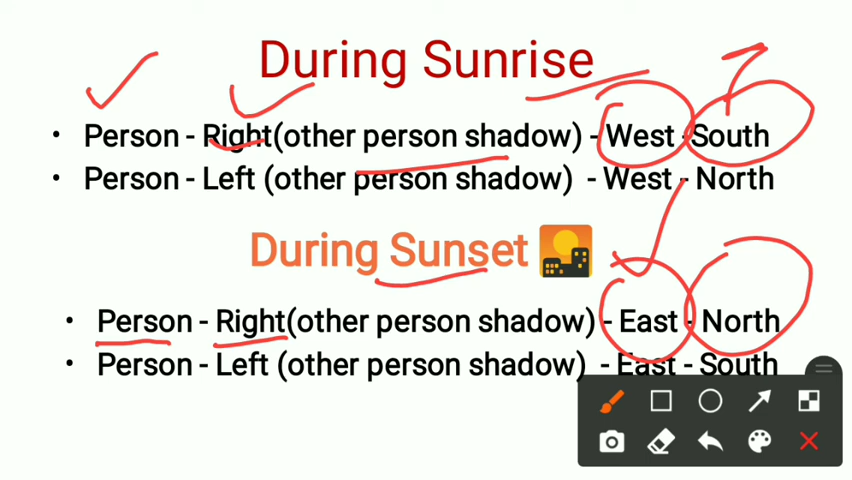 During Sunrise
• Person - Right(other person shadow) - West -South
• Person - Left (other person shadow) - West - North
During Sunset
• Person - Right(other person shadow) - East - North
• Person - Left (other person shadow) - East - South